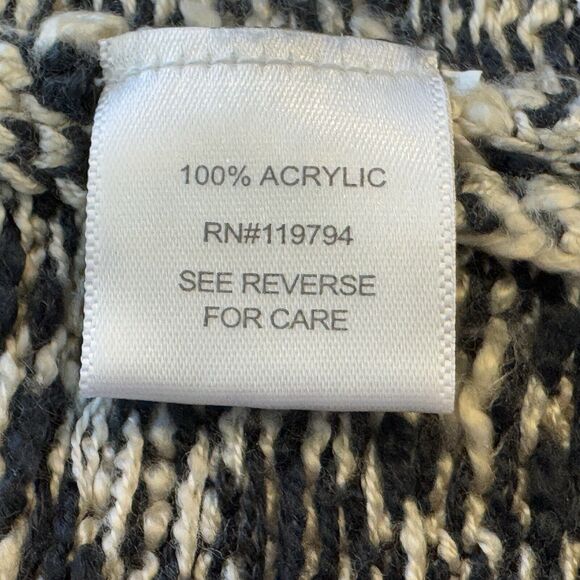 100% ACRYLIC
RN#119794
SEE REVERSE
FOR CARE